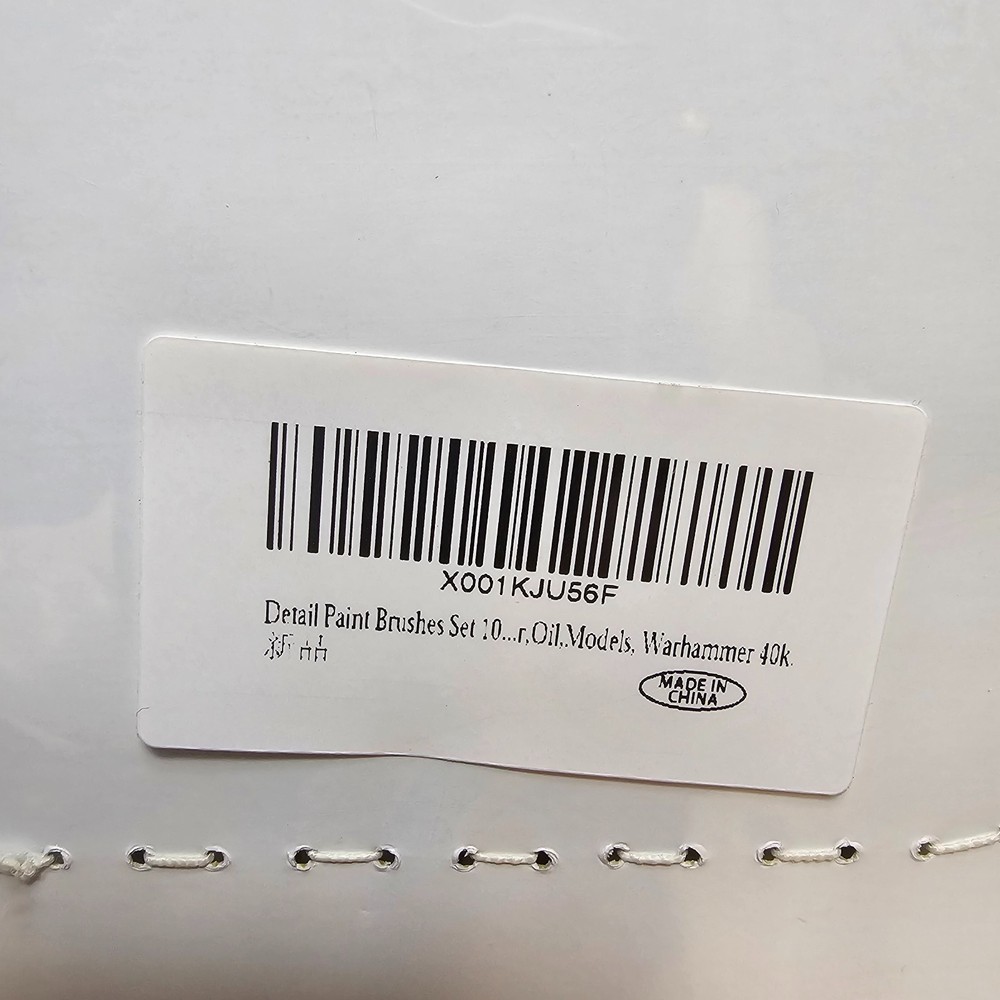 X001KJU56F
Detail Paint Brushes Set 10...r,Oil,Models, Warhammer 40k.
新品
MADE IN
CHINA